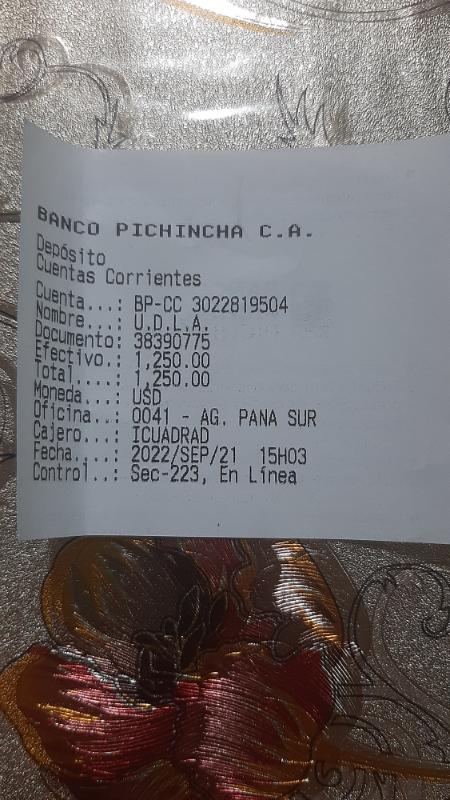 BANCO PICHINCHA C.A.
Depósito
Cuentas Corrientes
Cuenta...: BP-CC 3022819504
Nombre...: U.D.L.A.
Documento: 38390775
Efectivo.: 1,250.00
Total....: 1,250.00
Moneda...: USD
Oficina..: 0041 - AG. PANA SUR
Cajero...: ICUADRAD
Fecha....: 2022/SEP/21 15H03
Control..: Sec-223, En Línea